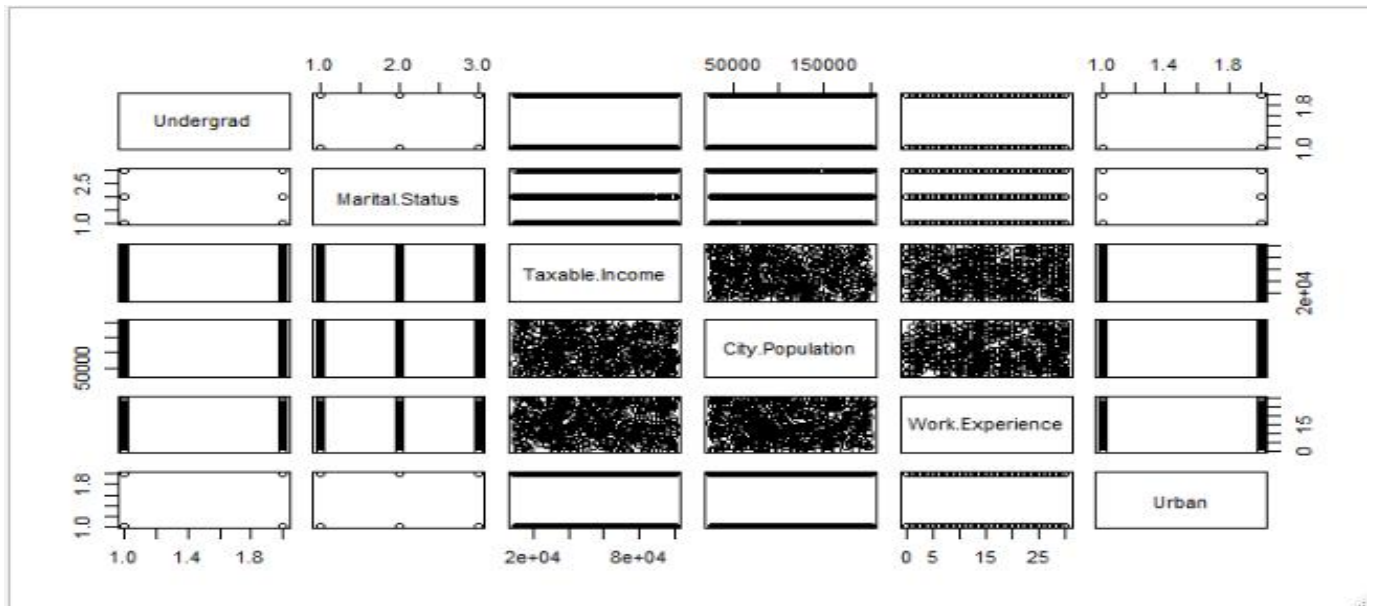 1.0 2.0 3.0 50000 150000 1.0 1.4 1.8
Undergrad 1.0 1.8
1.0 2.5 Marital.Status
Taxable.Income 2e+04
50000 City.Population
Work.Experience 0 15
1.0 1.8 Urban
1.0 1.4 1.8 2e+04 8e+04 0 5 15 25